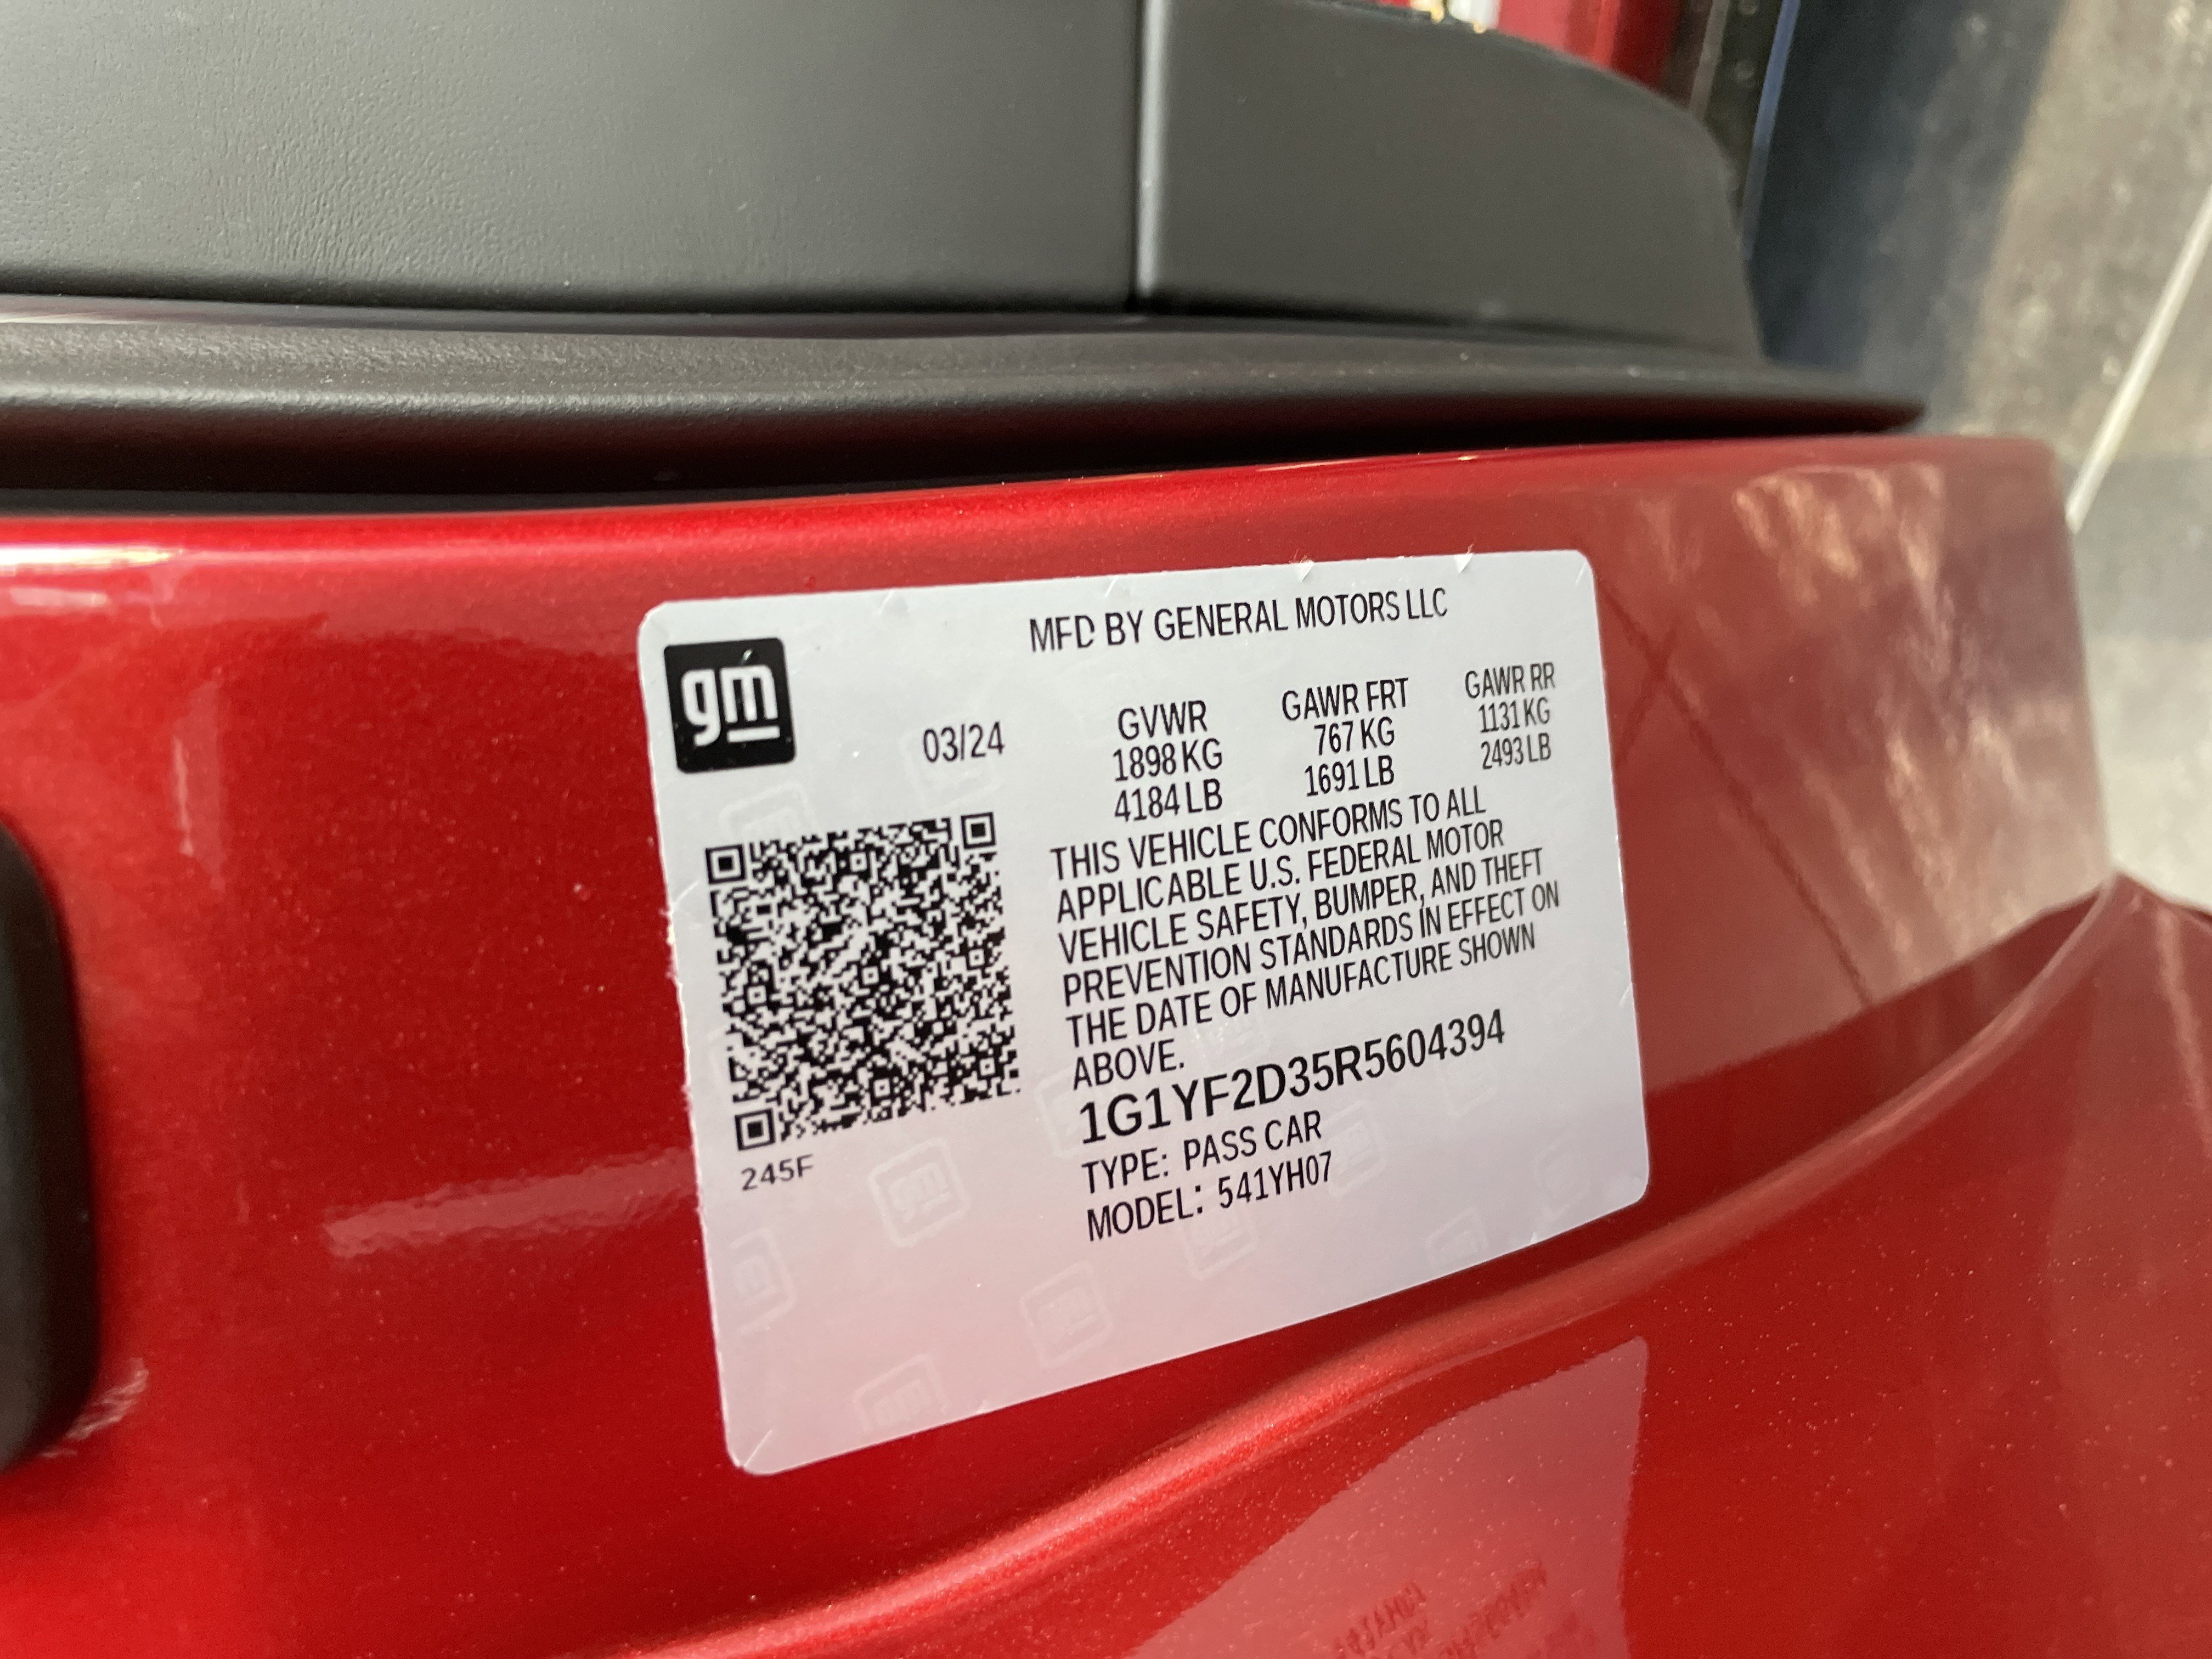 MFD BY GENERAL MOTORS LLC
gm
03/24
GVWR
1898 KG
4184 LB
GAWR FRT
767 KG
1691 LB
GAWR RR
1131 KG
2493 LB
THIS VEHICLE CONFORMS TO ALL
APPLICABLE U.S. FEDERAL MOTOR
VEHICLE SAFETY, BUMPER, AND THEFT
PREVENTION STANDARDS IN EFFECT ON
THE DATE OF MANUFACTURE SHOWN
ABOVE.
1G1YF2D35R5604394
TYPE: PASS CAR
MODEL: 541YH07
245F